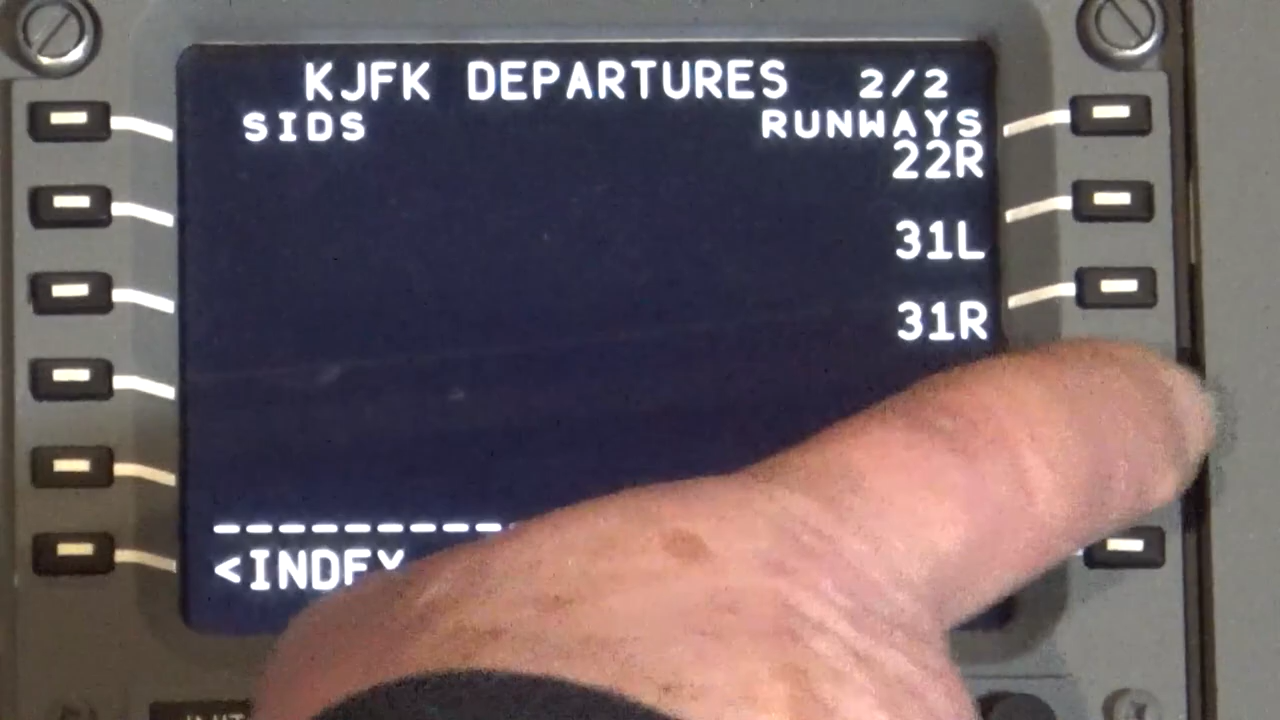 KJFK DEPARTURES 2/2
SIDS RUNWAYS
22R
31L
31R
----------
<INDEX